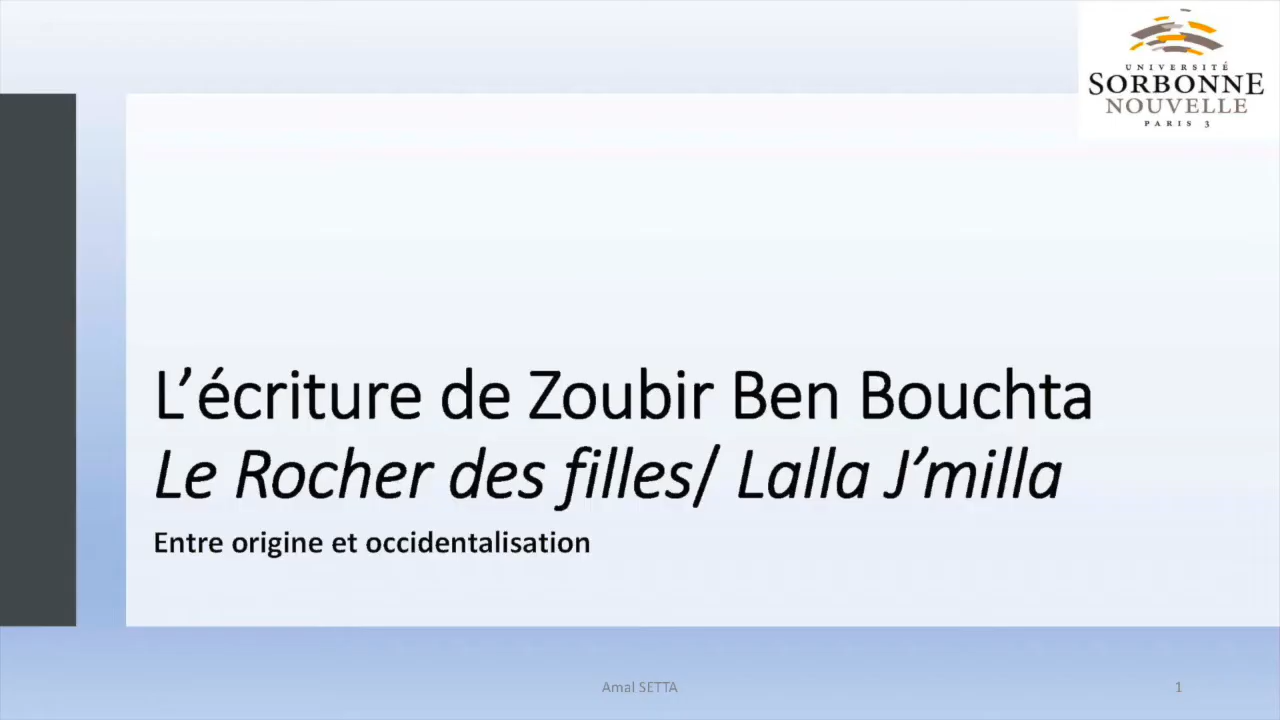 UNIVERSITÉ
SORBONNE
NOUVELLE
PARIS 3
L’écriture de Zoubir Ben Bouchta
Le Rocher des filles/ Lalla J’milla
Entre origine et occidentalisation
Amal SETTA
1